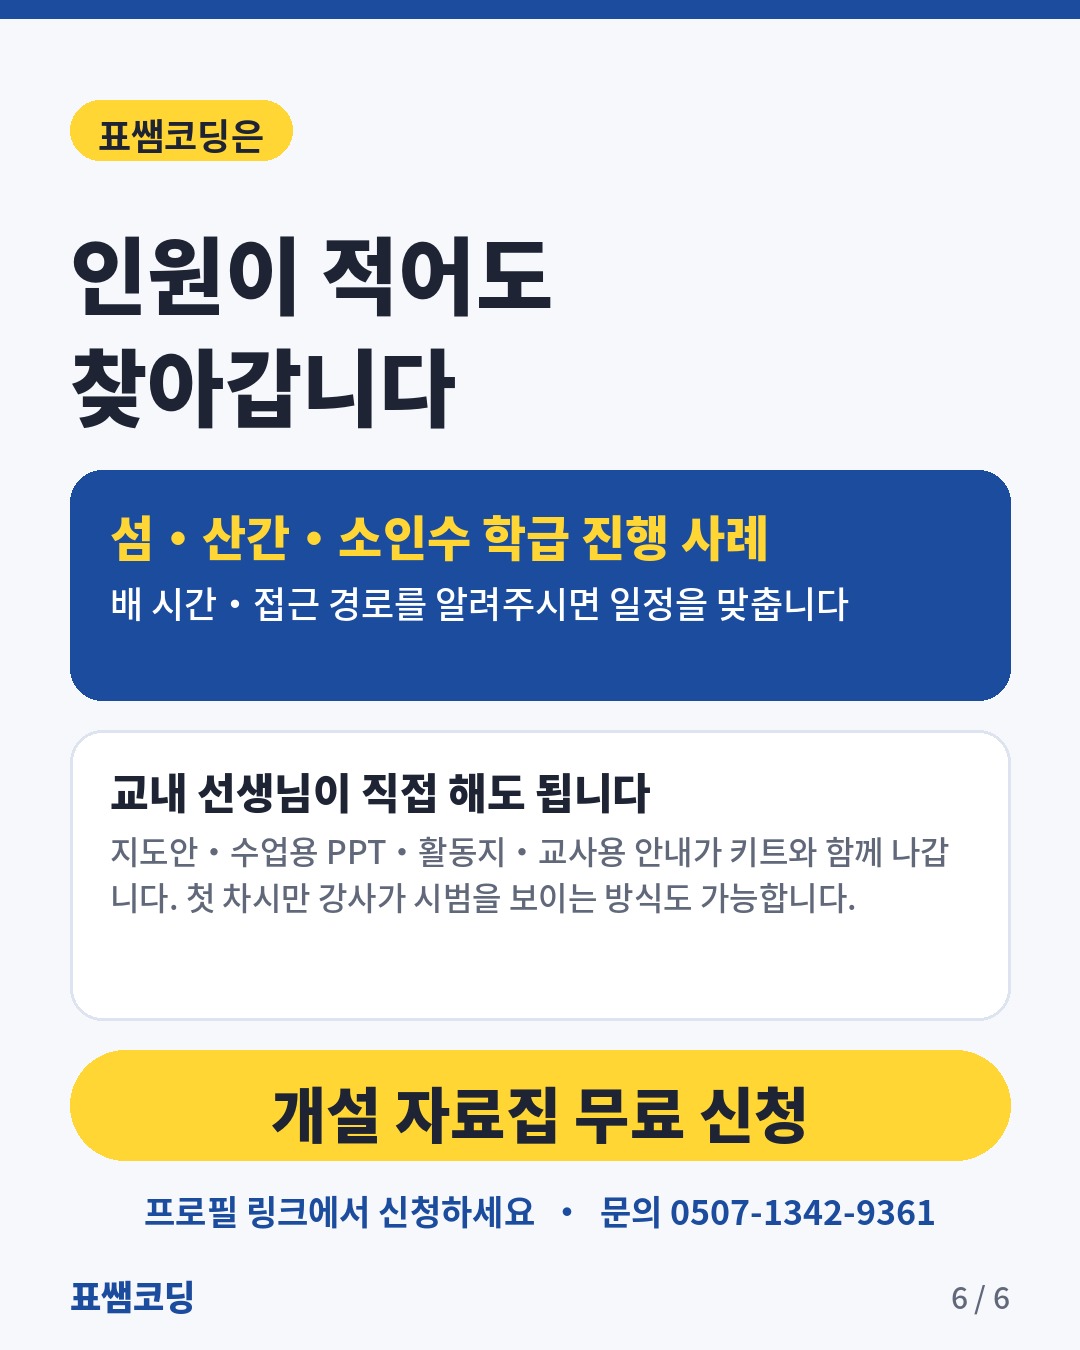 표쌤코딩은
인원이 적어도
찾아갑니다
섬 · 산간 · 소인수 학급 진행 사례
배 시간 · 접근 경로를 알려주시면 일정을 맞춥니다
교내 선생님이 직접 해도 됩니다
지도안 · 수업용 PPT · 활동지 · 교사용 안내가 키트와 함께 나갑
니다. 첫 차시만 강사가 시범을 보이는 방식도 가능합니다.
개설 자료집 무료 신청
프로필 링크에서 신청하세요 · 문의 0507-1342-9361
표쌤코딩
6 / 6